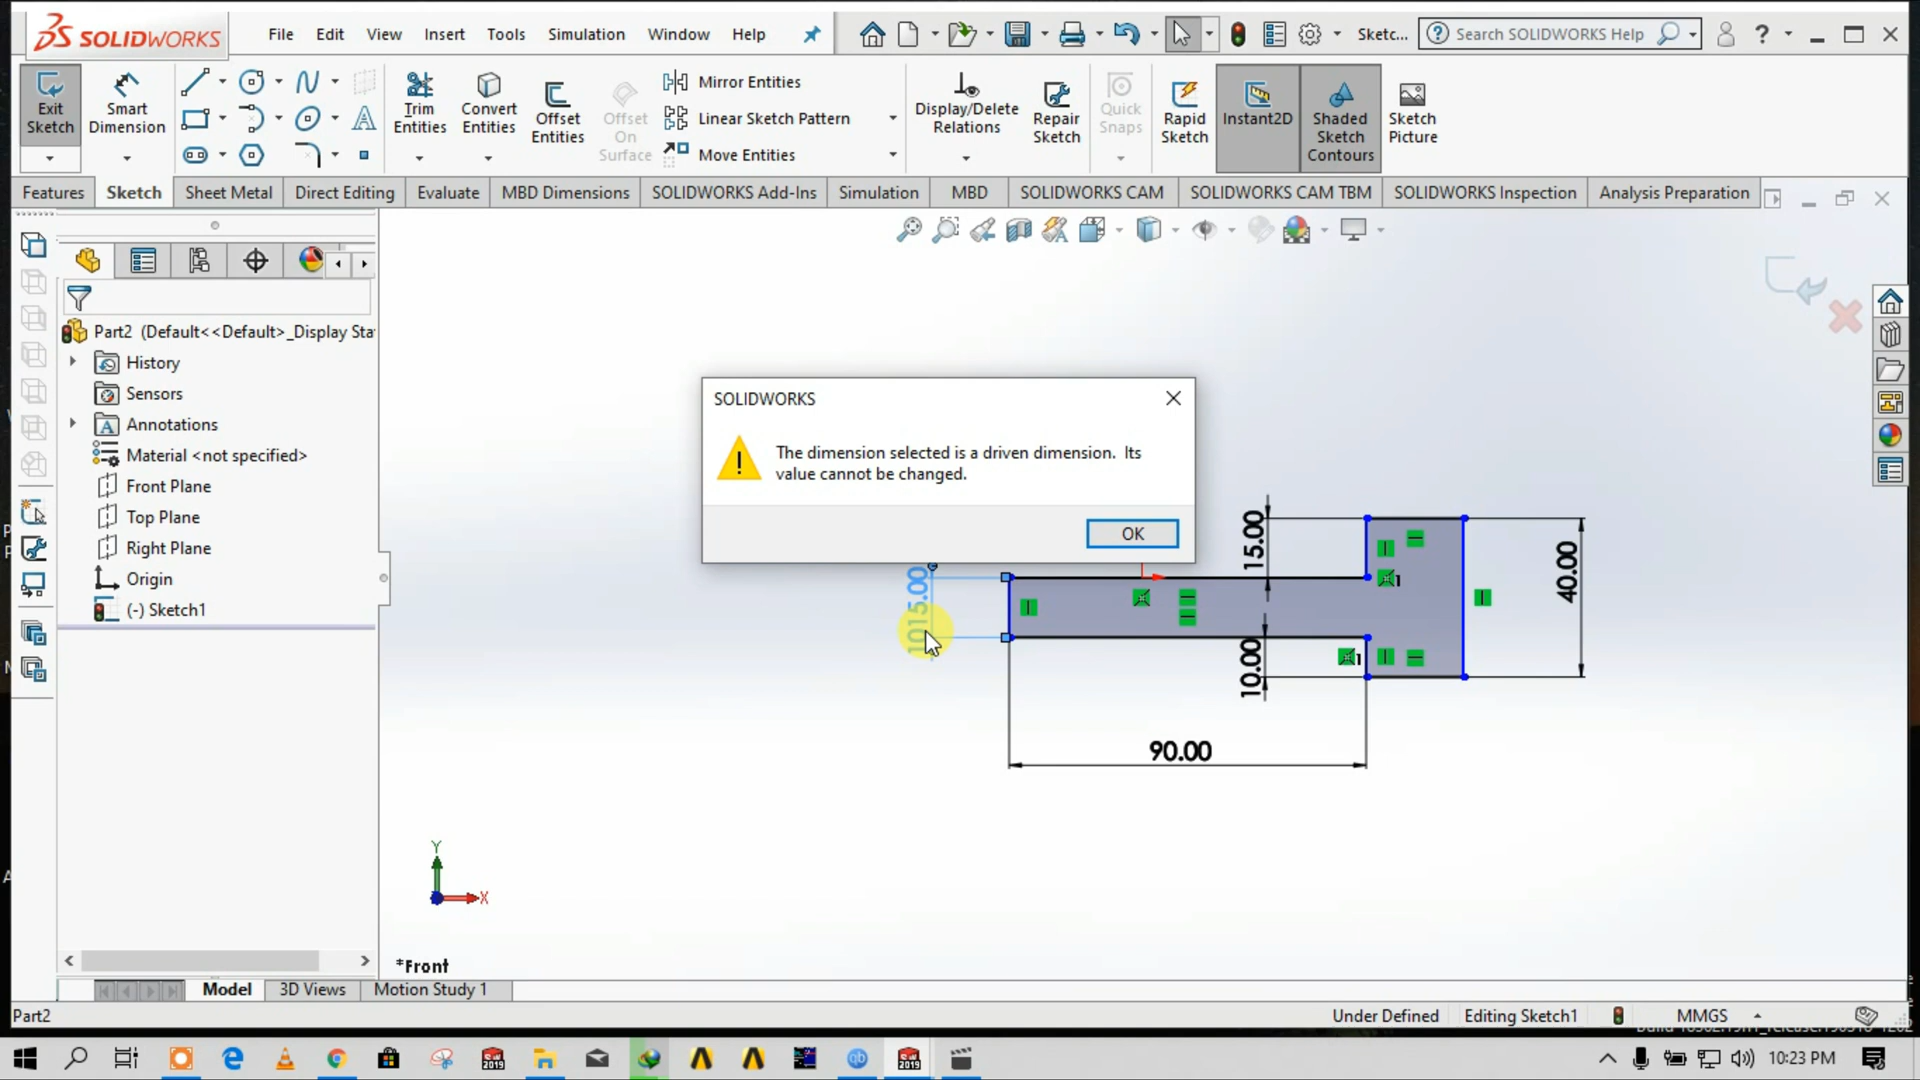 SOLIDWORKS
File Edit View Insert Tools Simulation Window Help
Sketc...
Search SOLIDWORKS Help
?
Exit Sketch
Smart Dimension
Trim Entities
Convert Entities
Offset Entities
Offset On Surface
Mirror Entities
Linear Sketch Pattern
Move Entities
Display/Delete Relations
Repair Sketch
Quick Snaps
Rapid Sketch
Instant2D
Shaded Sketch Contours
Sketch Picture
Features Sketch Sheet Metal Direct Editing Evaluate MBD Dimensions SOLIDWORKS Add-Ins Simulation MBD SOLIDWORKS CAM SOLIDWORKS CAM TBM SOLIDWORKS Inspection Analysis Preparation
Part2 (Default<<Default>_Display Sta
History
Sensors
Annotations
Material <not specified>
Front Plane
Top Plane
Right Plane
Origin
(-) Sketch1
SOLIDWORKS
The dimension selected is a driven dimension. Its
value cannot be changed.
OK
15.00
40.00
10.00
90.00
Y
X
*Front
Model 3D Views Motion Study 1
Part2
Under Defined Editing Sketch1 MMGS
10:23 PM